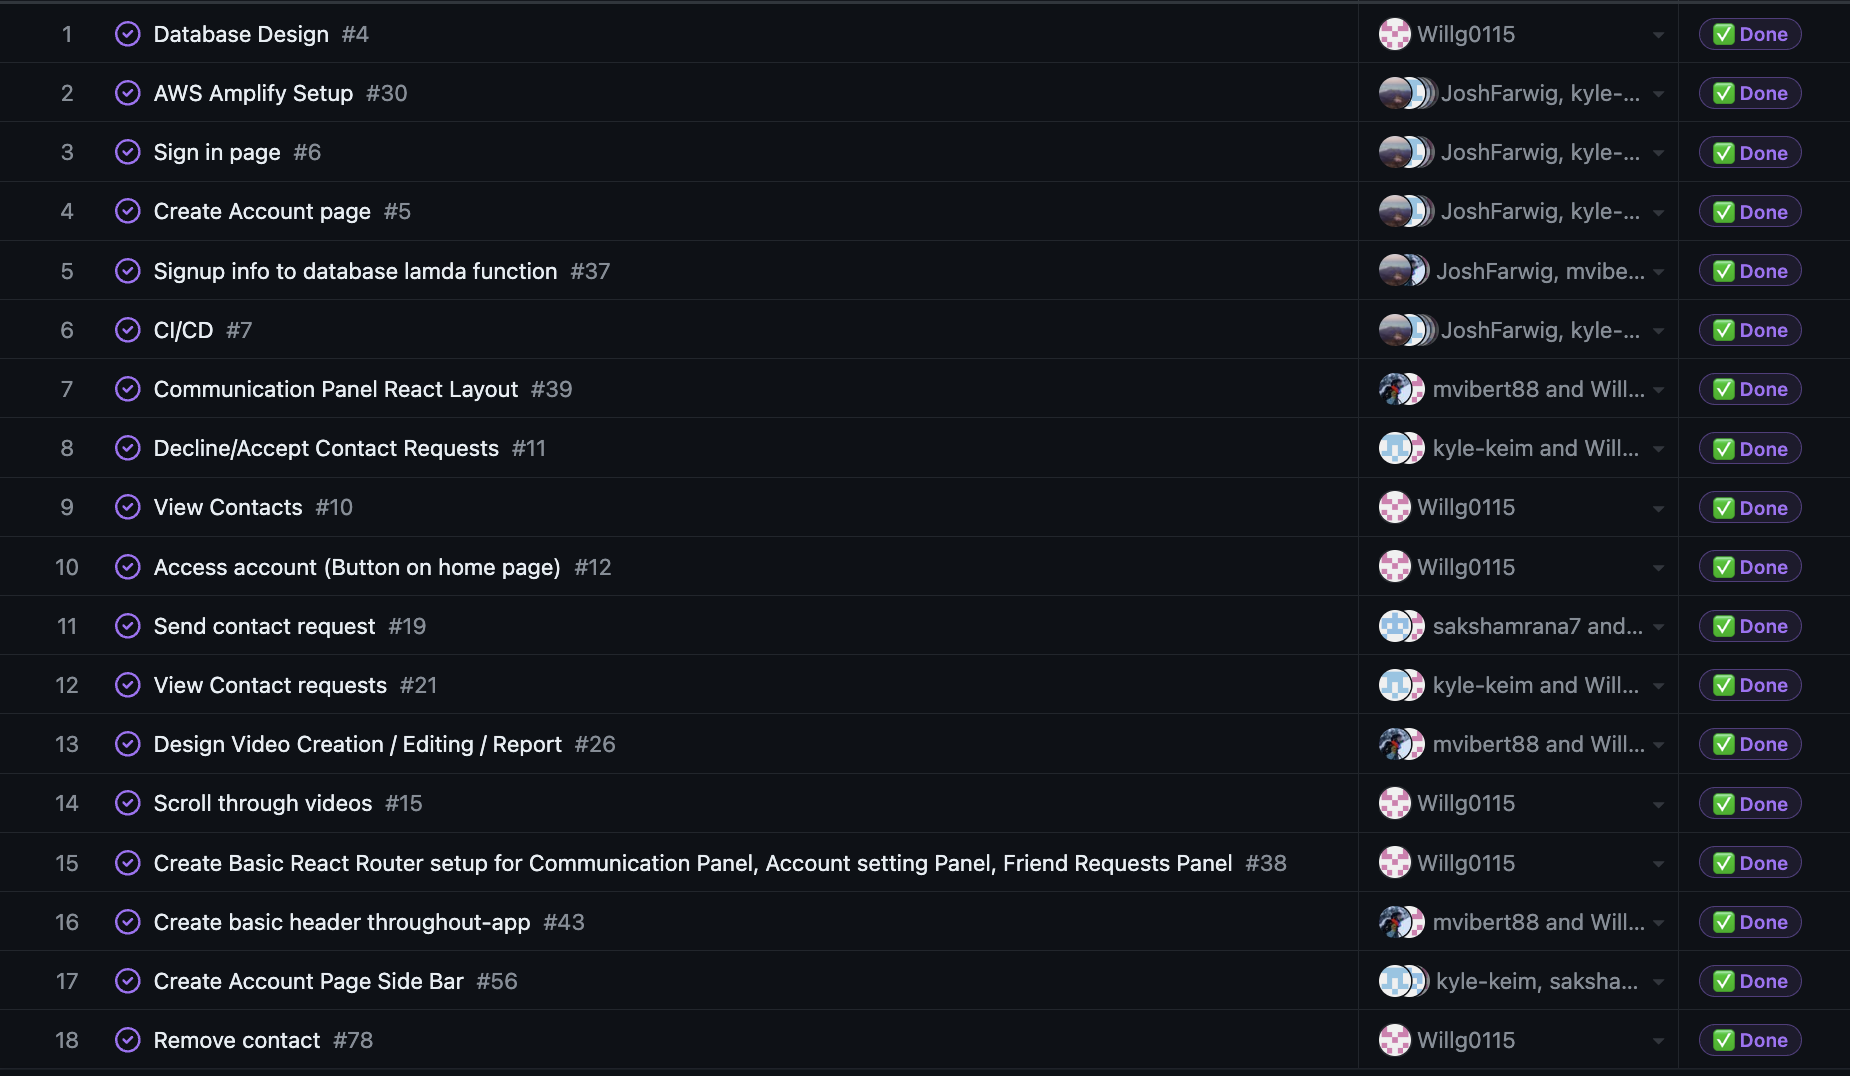 1 Database Design #4 Willg0115 ✅ Done
2 AWS Amplify Setup #30 JoshFarwig, kyle-... ✅ Done
3 Sign in page #6 JoshFarwig, kyle-... ✅ Done
4 Create Account page #5 JoshFarwig, kyle-... ✅ Done
5 Signup info to database lamda function #37 JoshFarwig, mvibe... ✅ Done
6 CI/CD #7 JoshFarwig, kyle-... ✅ Done
7 Communication Panel React Layout #39 mvibert88 and Will... ✅ Done
8 Decline/Accept Contact Requests #11 kyle-keim and Will... ✅ Done
9 View Contacts #10 Willg0115 ✅ Done
10 Access account (Button on home page) #12 Willg0115 ✅ Done
11 Send contact request #19 sakshamrana7 and... ✅ Done
12 View Contact requests #21 kyle-keim and Will... ✅ Done
13 Design Video Creation / Editing / Report #26 mvibert88 and Will... ✅ Done
14 Scroll through videos #15 Willg0115 ✅ Done
15 Create Basic React Router setup for Communication Panel, Account setting Panel, Friend Requests Panel #38 Willg0115 ✅ Done
16 Create basic header throughout-app #43 mvibert88 and Will... ✅ Done
17 Create Account Page Side Bar #56 kyle-keim, saksha... ✅ Done
18 Remove contact #78 Willg0115 ✅ Done